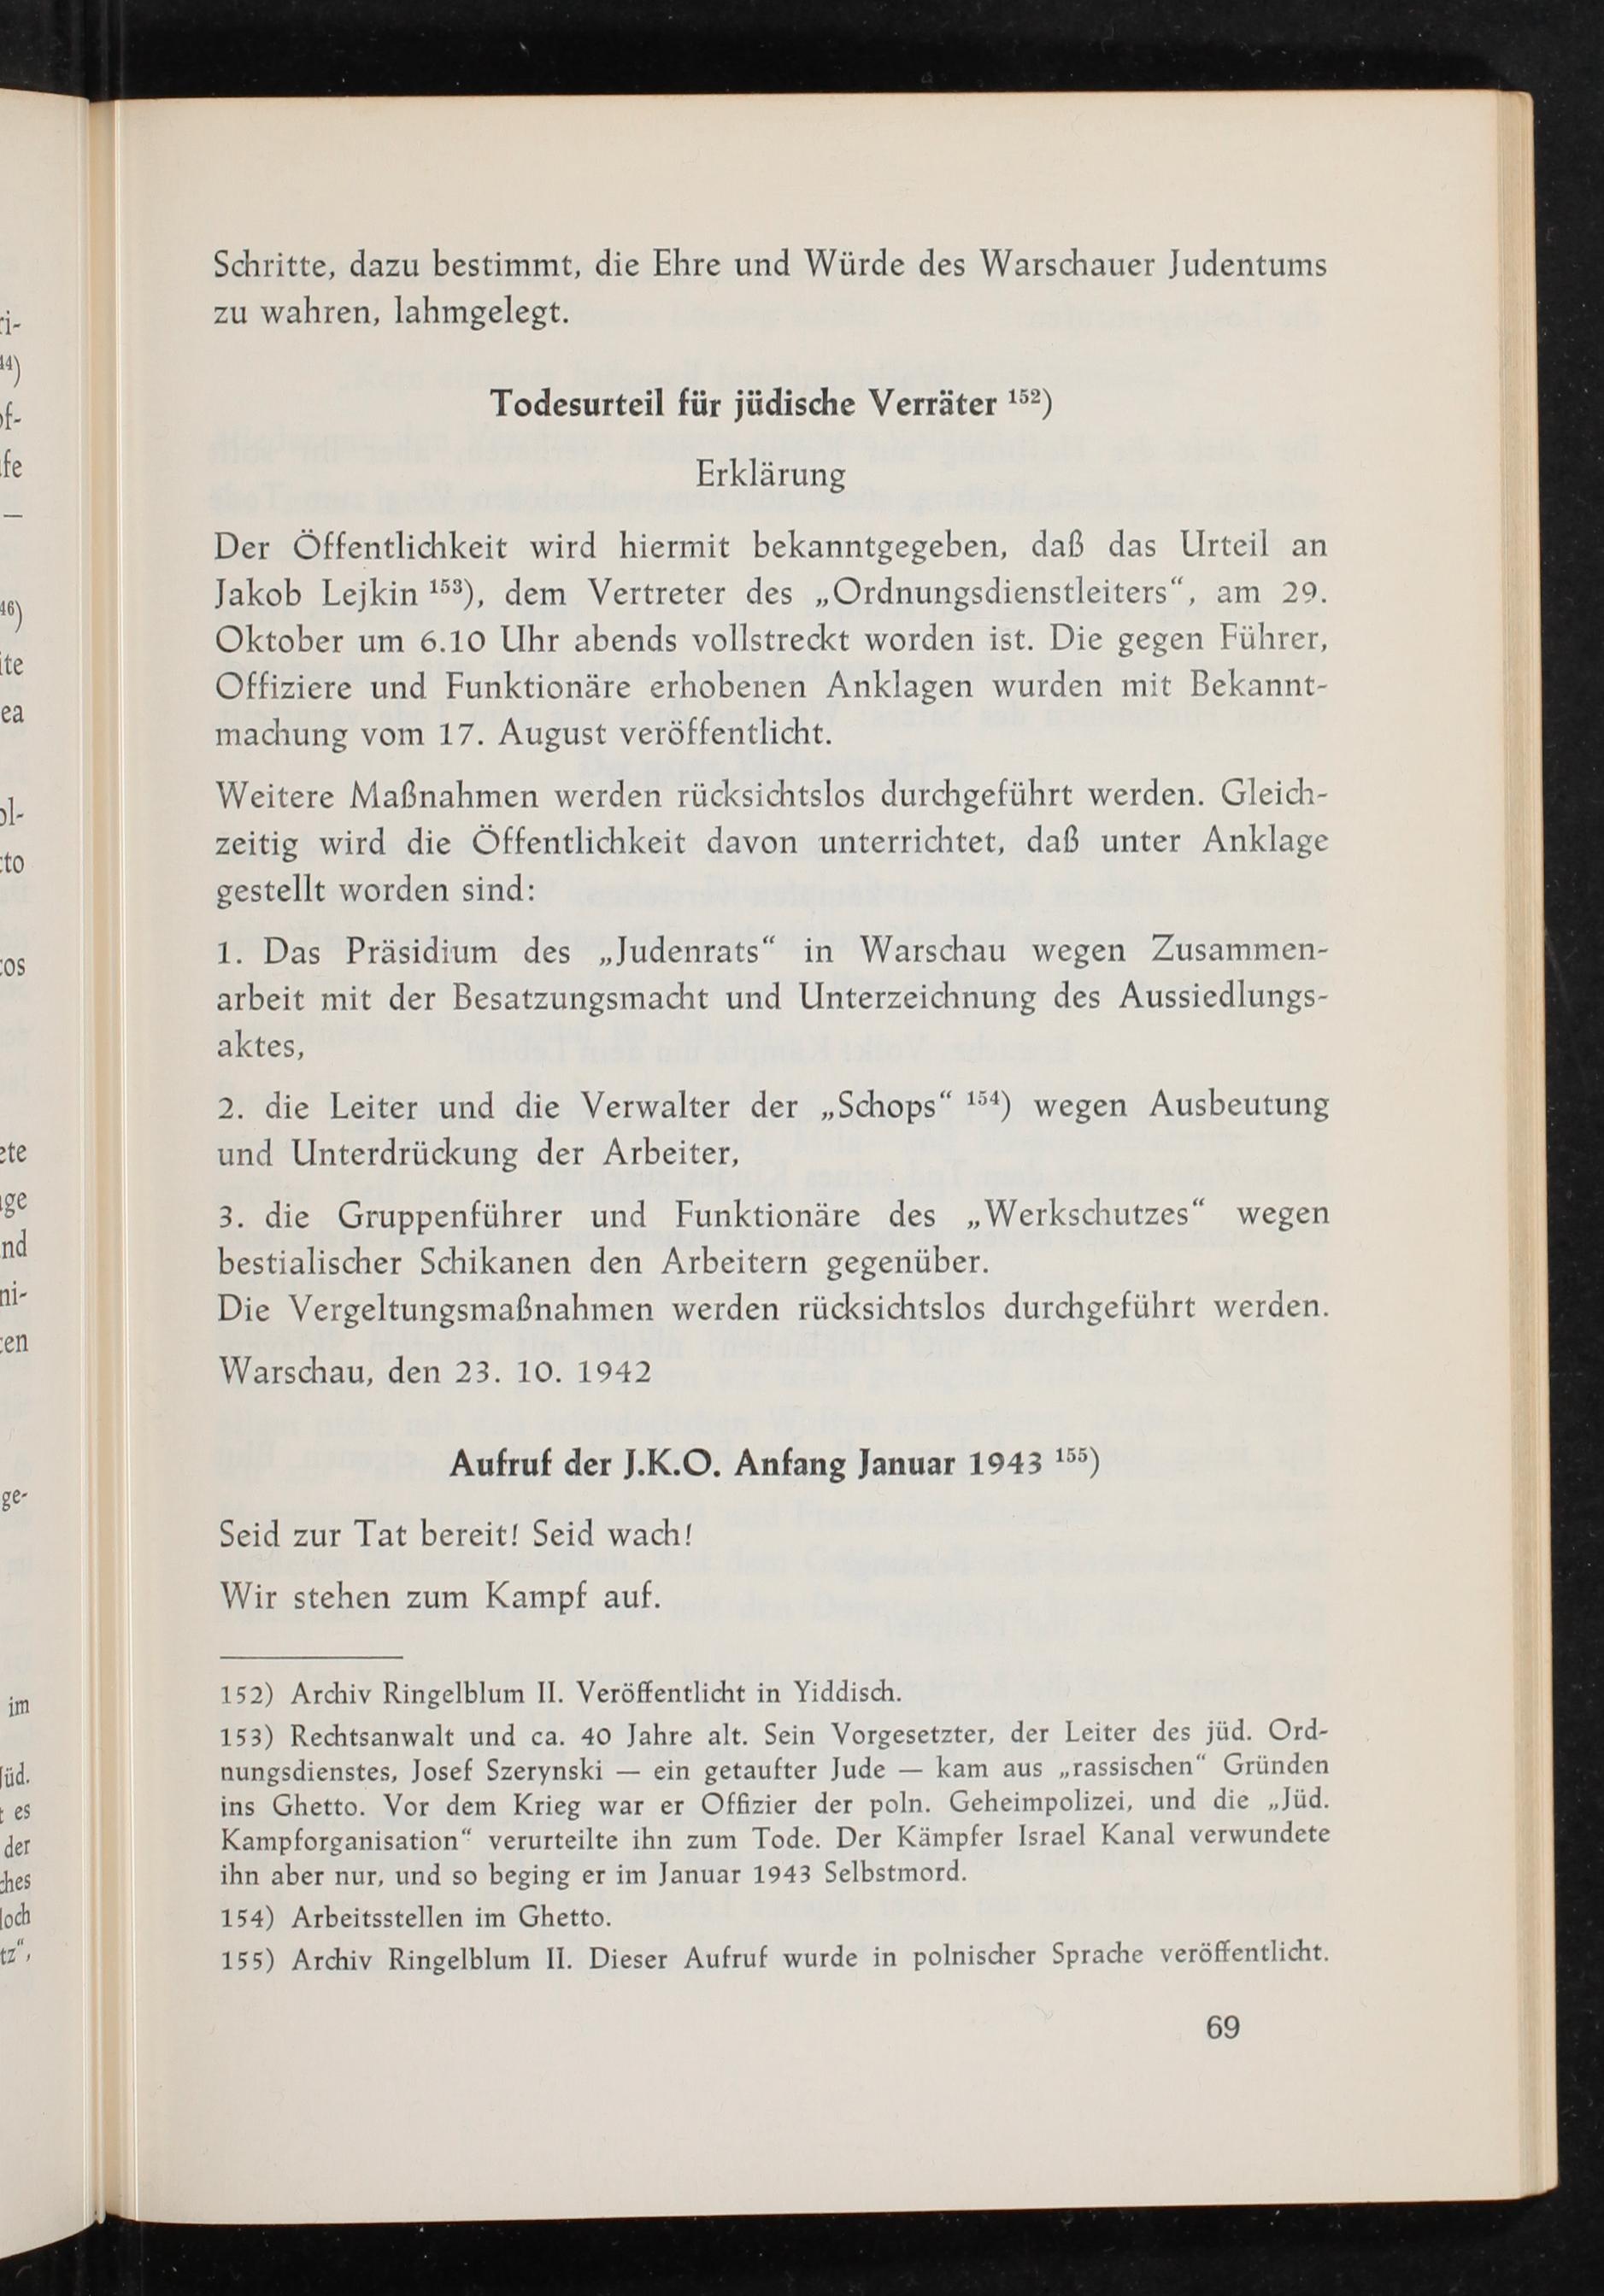 Schritte, dazu bestimmt, die Ehre und Würde des Warschauer Judentums
zu wahren, lahmgelegt.
Todesurteil für jüdische Verräter ¹⁵²)
Erklärung
Der Öffentlichkeit wird hiermit bekanntgegeben, daß das Urteil an
Jakob Lejkin ¹⁵³), dem Vertreter des „Ordnungsdienstleiters“, am 29.
Oktober um 6.10 Uhr abends vollstreckt worden ist. Die gegen Führer,
Offiziere und Funktionäre erhobenen Anklagen wurden mit Bekannt-
machung vom 17. August veröffentlicht.
Weitere Maßnahmen werden rücksichtslos durchgeführt werden. Gleich-
zeitig wird die Öffentlichkeit davon unterrichtet, daß unter Anklage
gestellt worden sind:
1. Das Präsidium des „Judenrats“ in Warschau wegen Zusammen-
arbeit mit der Besatzungsmacht und Unterzeichnung des Aussiedlungs-
aktes,
2. die Leiter und die Verwalter der „Schops“ ¹⁵⁴) wegen Ausbeutung
und Unterdrückung der Arbeiter,
3. die Gruppenführer und Funktionäre des „Werkschutzes“ wegen
bestialischer Schikanen den Arbeitern gegenüber.
Die Vergeltungsmaßnahmen werden rücksichtslos durchgeführt werden.
Warschau, den 23. 10. 1942
Aufruf der J.K.O. Anfang Januar 1943 ¹⁵⁵)
Seid zur Tat bereit! Seid wach!
Wir stehen zum Kampf auf.
152) Archiv Ringelblum II. Veröffentlicht in Yiddisch.
153) Rechtsanwalt und ca. 40 Jahre alt. Sein Vorgesetzter, der Leiter des jüd. Ord-
nungsdienstes, Josef Szerynski — ein getaufter Jude — kam aus „rassischen“ Gründen
ins Ghetto. Vor dem Krieg war er Offizier der poln. Geheimpolizei, und die „Jüd.
Kampforganisation“ verurteilte ihn zum Tode. Der Kämpfer Israel Kanal verwundete
ihn aber nur, und so beging er im Januar 1943 Selbstmord.
154) Arbeitsstellen im Ghetto.
155) Archiv Ringelblum II. Dieser Aufruf wurde in polnischer Sprache veröffentlicht.
69